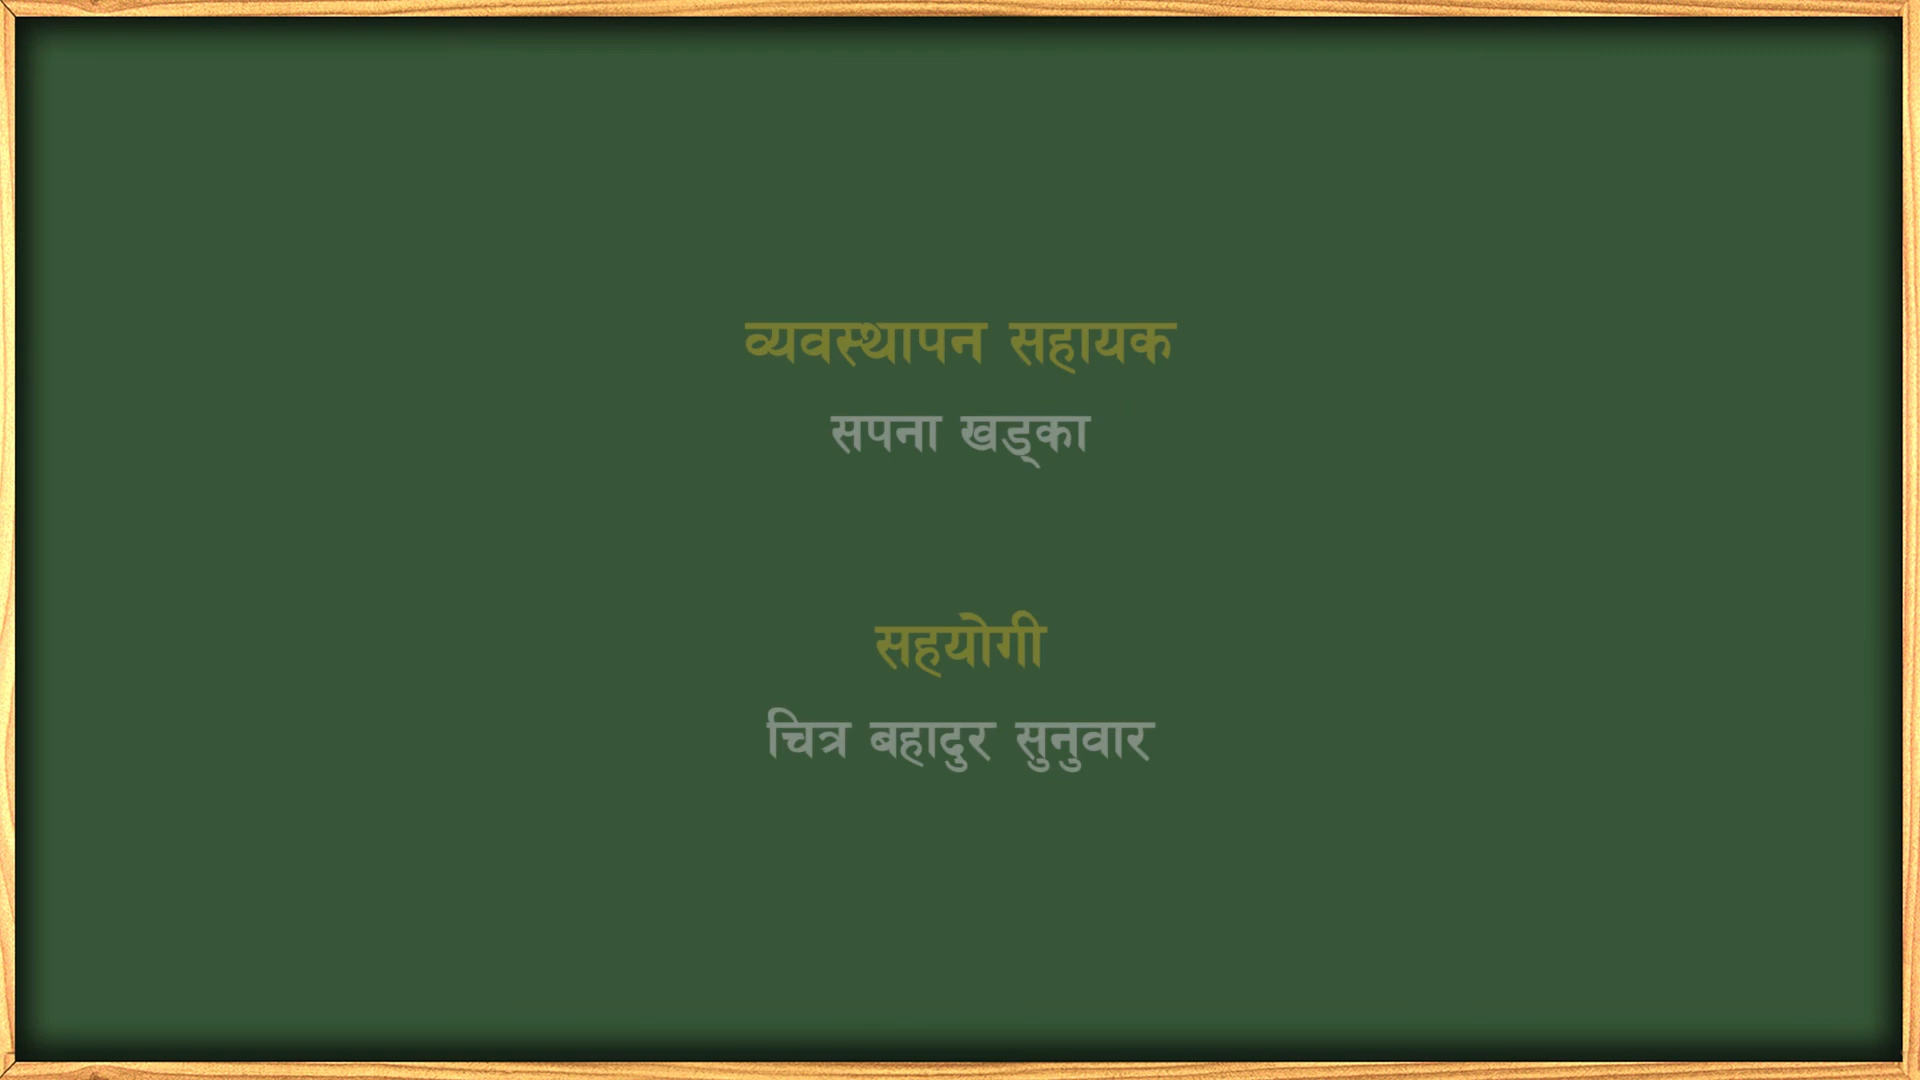 व्यवस्थापन सहायक
सपना खड्का
सहयोगी
चित्र बहादुर सुनुवार